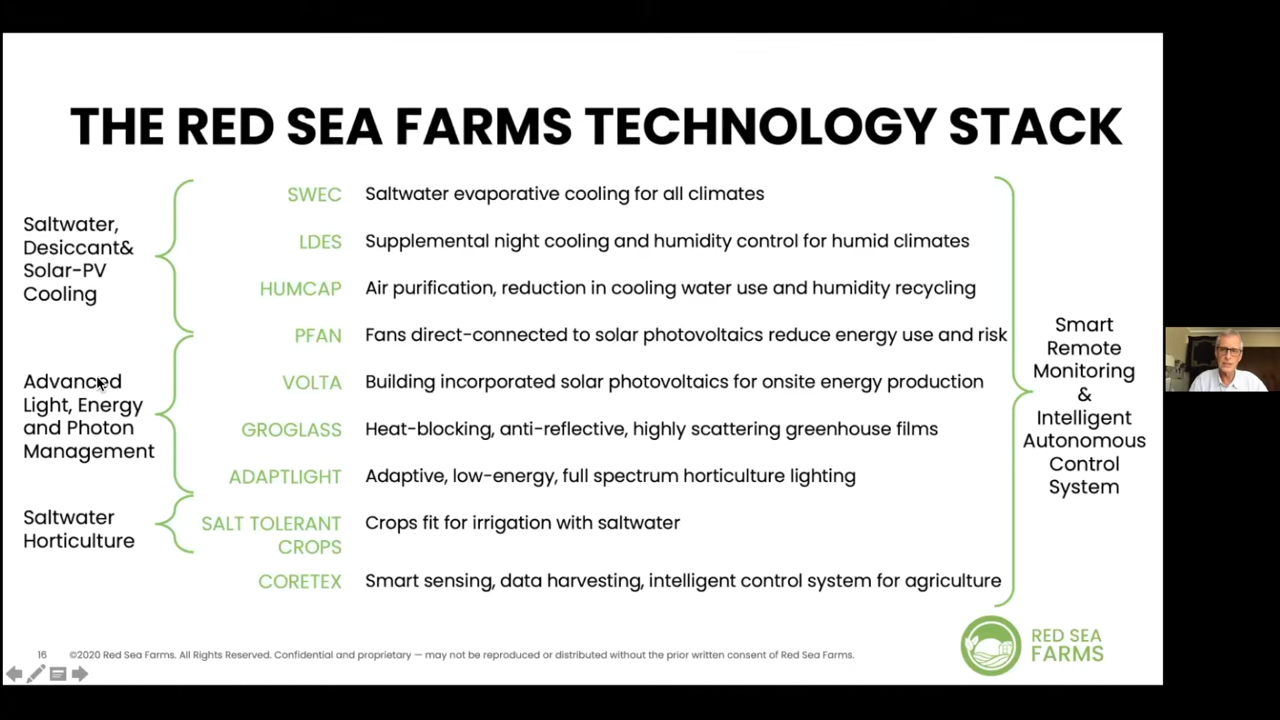 THE RED SEA FARMS TECHNOLOGY STACK
Saltwater,
Desiccant&
Solar-PV
Cooling
SWEC Saltwater evaporative cooling for all climates
LDES Supplemental night cooling and humidity control for humid climates
HUMCAP Air purification, reduction in cooling water use and humidity recycling
Advanced
Light, Energy
and Photon
Management
PFAN Fans direct-connected to solar photovoltaics reduce energy use and risk
VOLTA Building incorporated solar photovoltaics for onsite energy production
GROGLASS Heat-blocking, anti-reflective, highly scattering greenhouse films
ADAPTLIGHT Adaptive, low-energy, full spectrum horticulture lighting
Saltwater
Horticulture
SALT TOLERANT Crops fit for irrigation with saltwater
CROPS
CORETEX Smart sensing, data harvesting, intelligent control system for agriculture
Smart
Remote
Monitoring
&
Intelligent
Autonomous
Control
System
16 ©2020 Red Sea Farms. All Rights Reserved. Confidential and proprietary — may not be reproduced or distributed without the prior written consent of Red Sea Farms.
RED SEA
FARMS